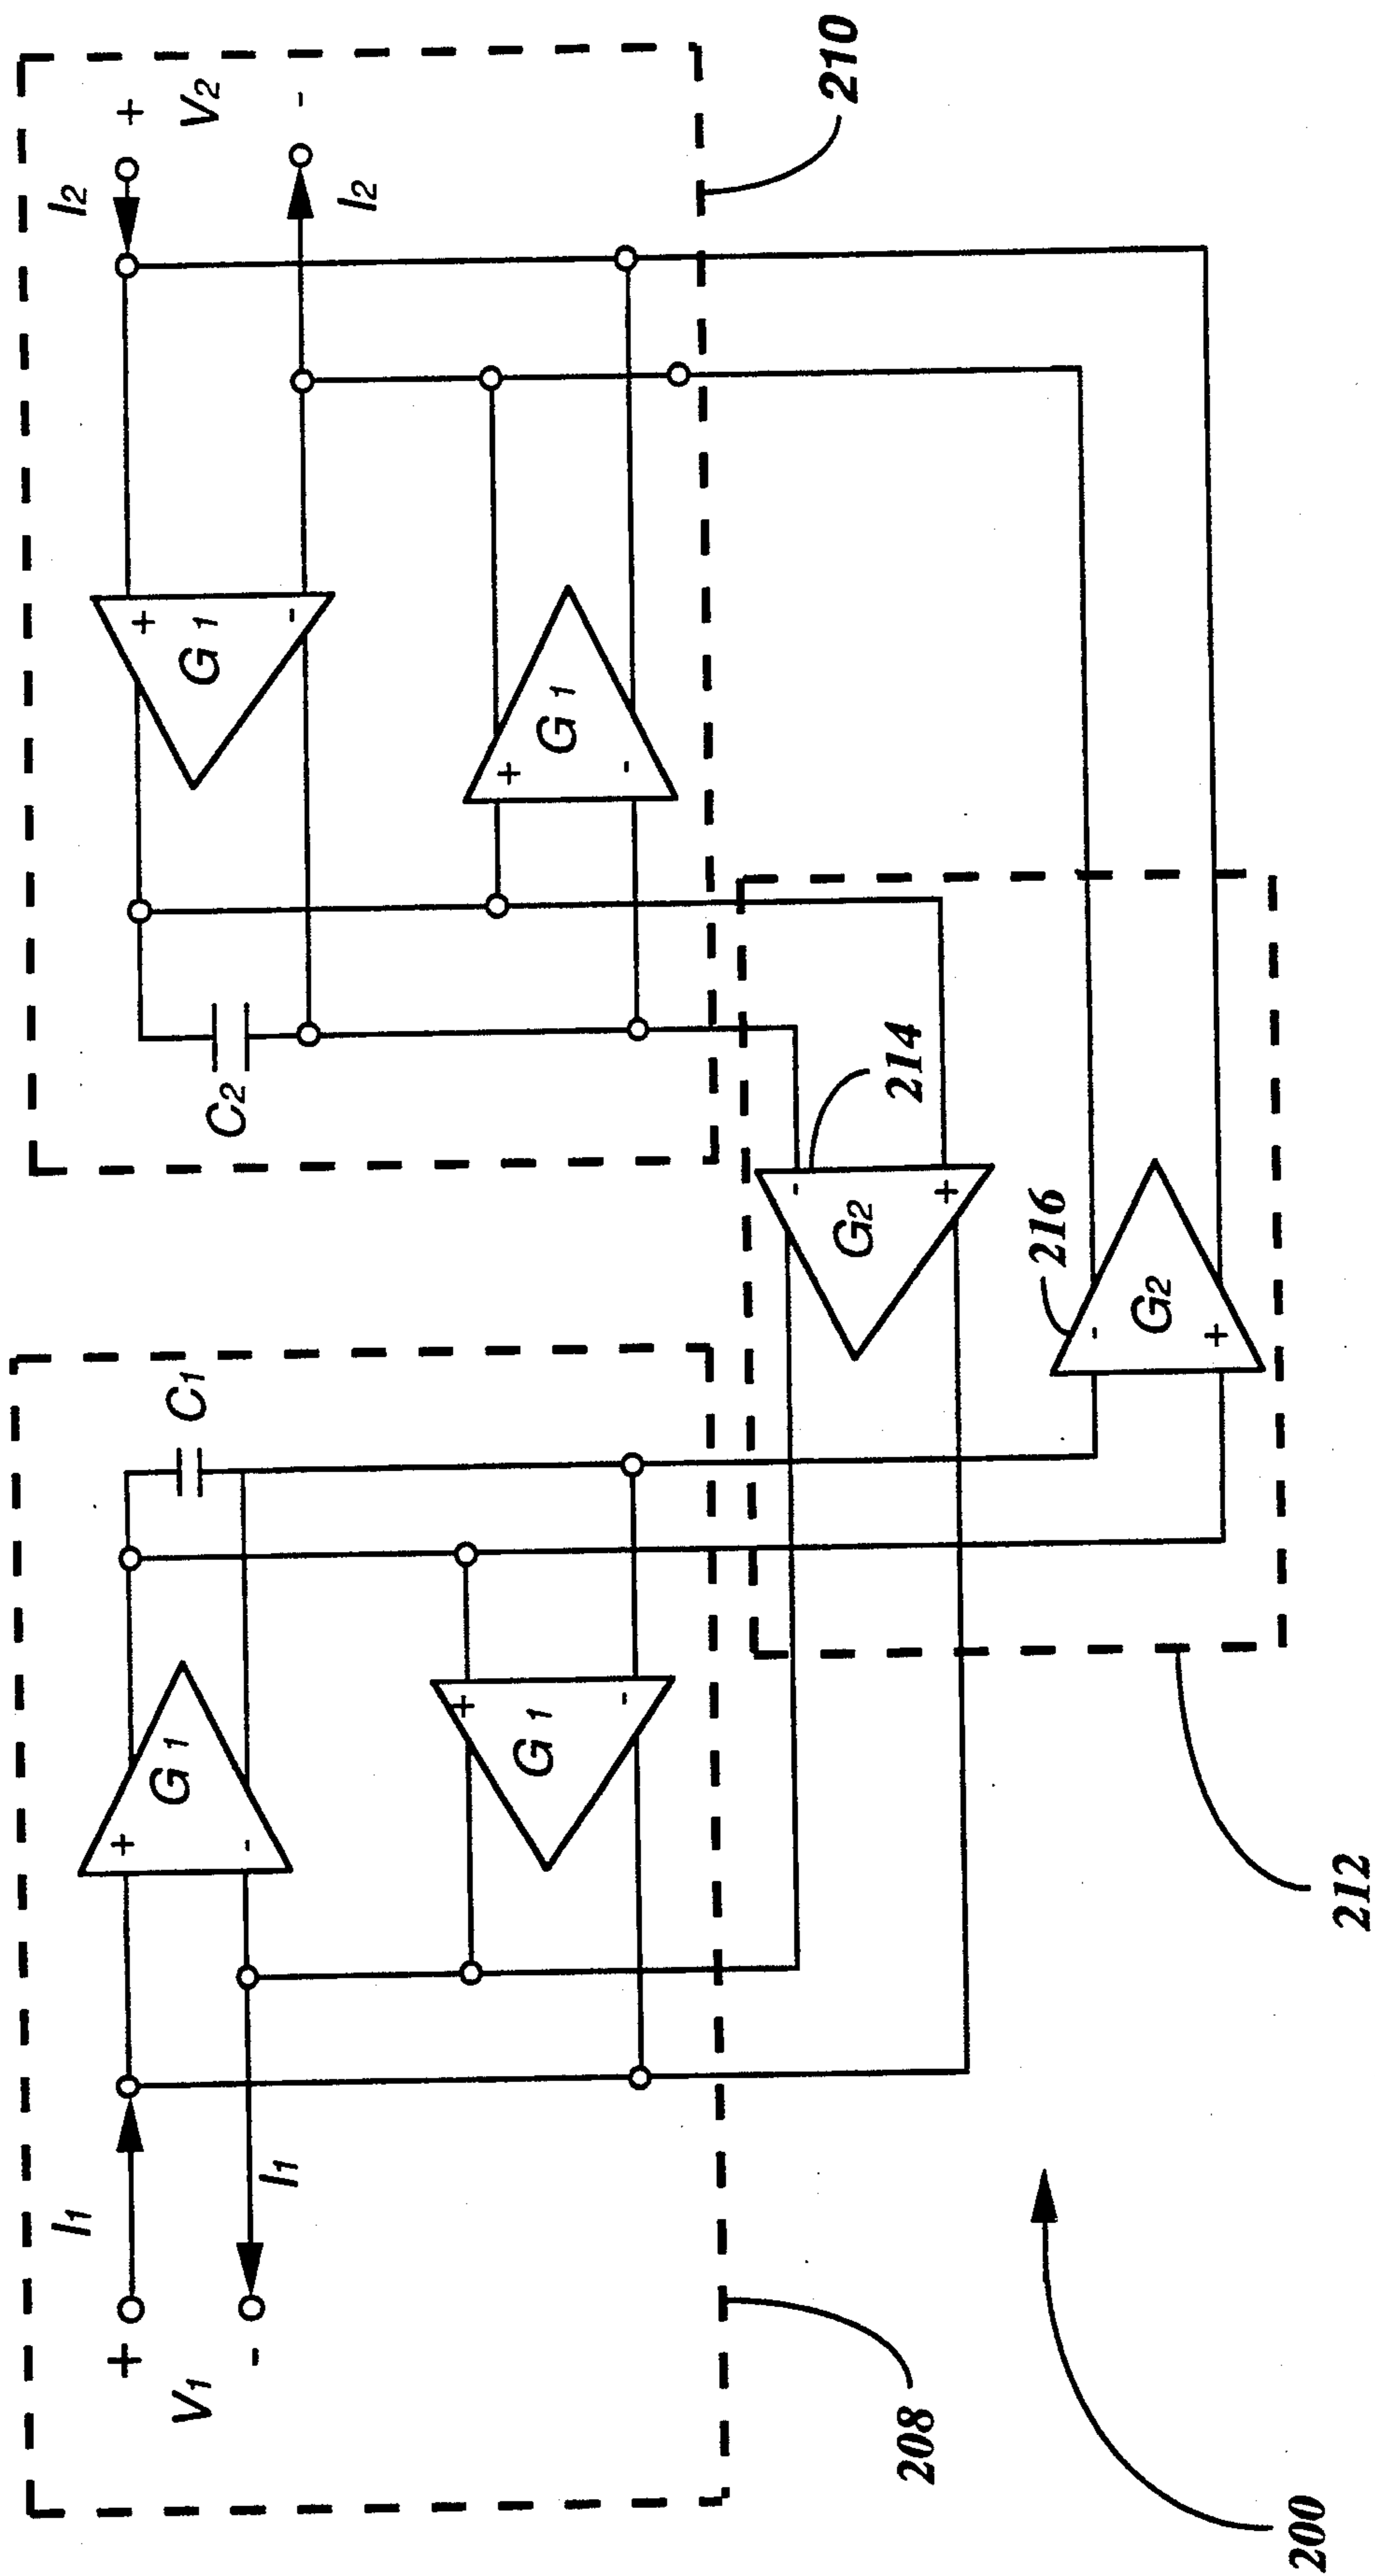 I1
+
V1
-
I1
+
G1
-
C1
+
G1
-
208
C2
+
G1
-
+
G1
-
I2
+
V2
-
I2
210
-
G2
+
214
216
-
G2
+
212
200